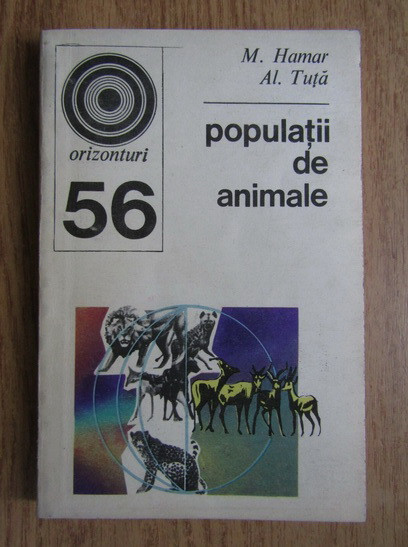 M. Hamar
Al. Tuță
orizonturi
56
populații
de
animale